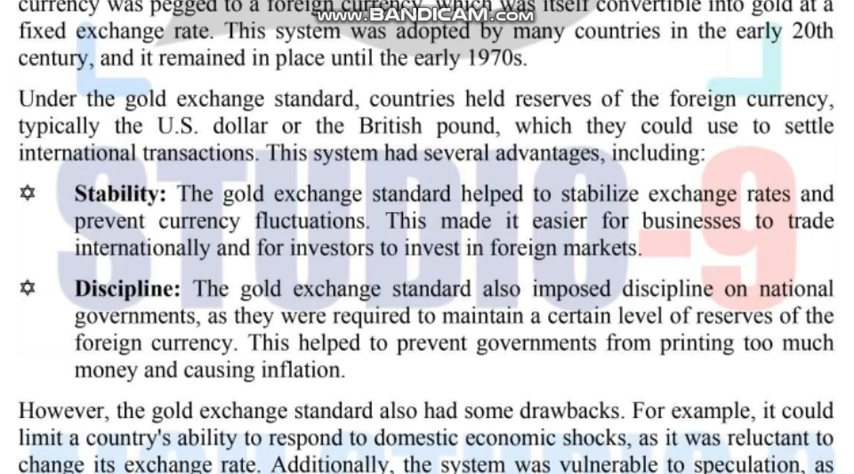 currency was pegged to a foreign currency, which was itself convertible into gold at a
www.BANDICAM.com
fixed exchange rate. This system was adopted by many countries in the early 20th
century, and it remained in place until the early 1970s.
Under the gold exchange standard, countries held reserves of the foreign currency,
typically the U.S. dollar or the British pound, which they could use to settle
international transactions. This system had several advantages, including:
✡ Stability: The gold exchange standard helped to stabilize exchange rates and
prevent currency fluctuations. This made it easier for businesses to trade
internationally and for investors to invest in foreign markets.
STUDIO-9
✡ Discipline: The gold exchange standard also imposed discipline on national
governments, as they were required to maintain a certain level of reserves of the
foreign currency. This helped to prevent governments from printing too much
money and causing inflation.
However, the gold exchange standard also had some drawbacks. For example, it could
limit a country's ability to respond to domestic economic shocks, as it was reluctant to
change its exchange rate. Additionally, the system was vulnerable to speculation, as